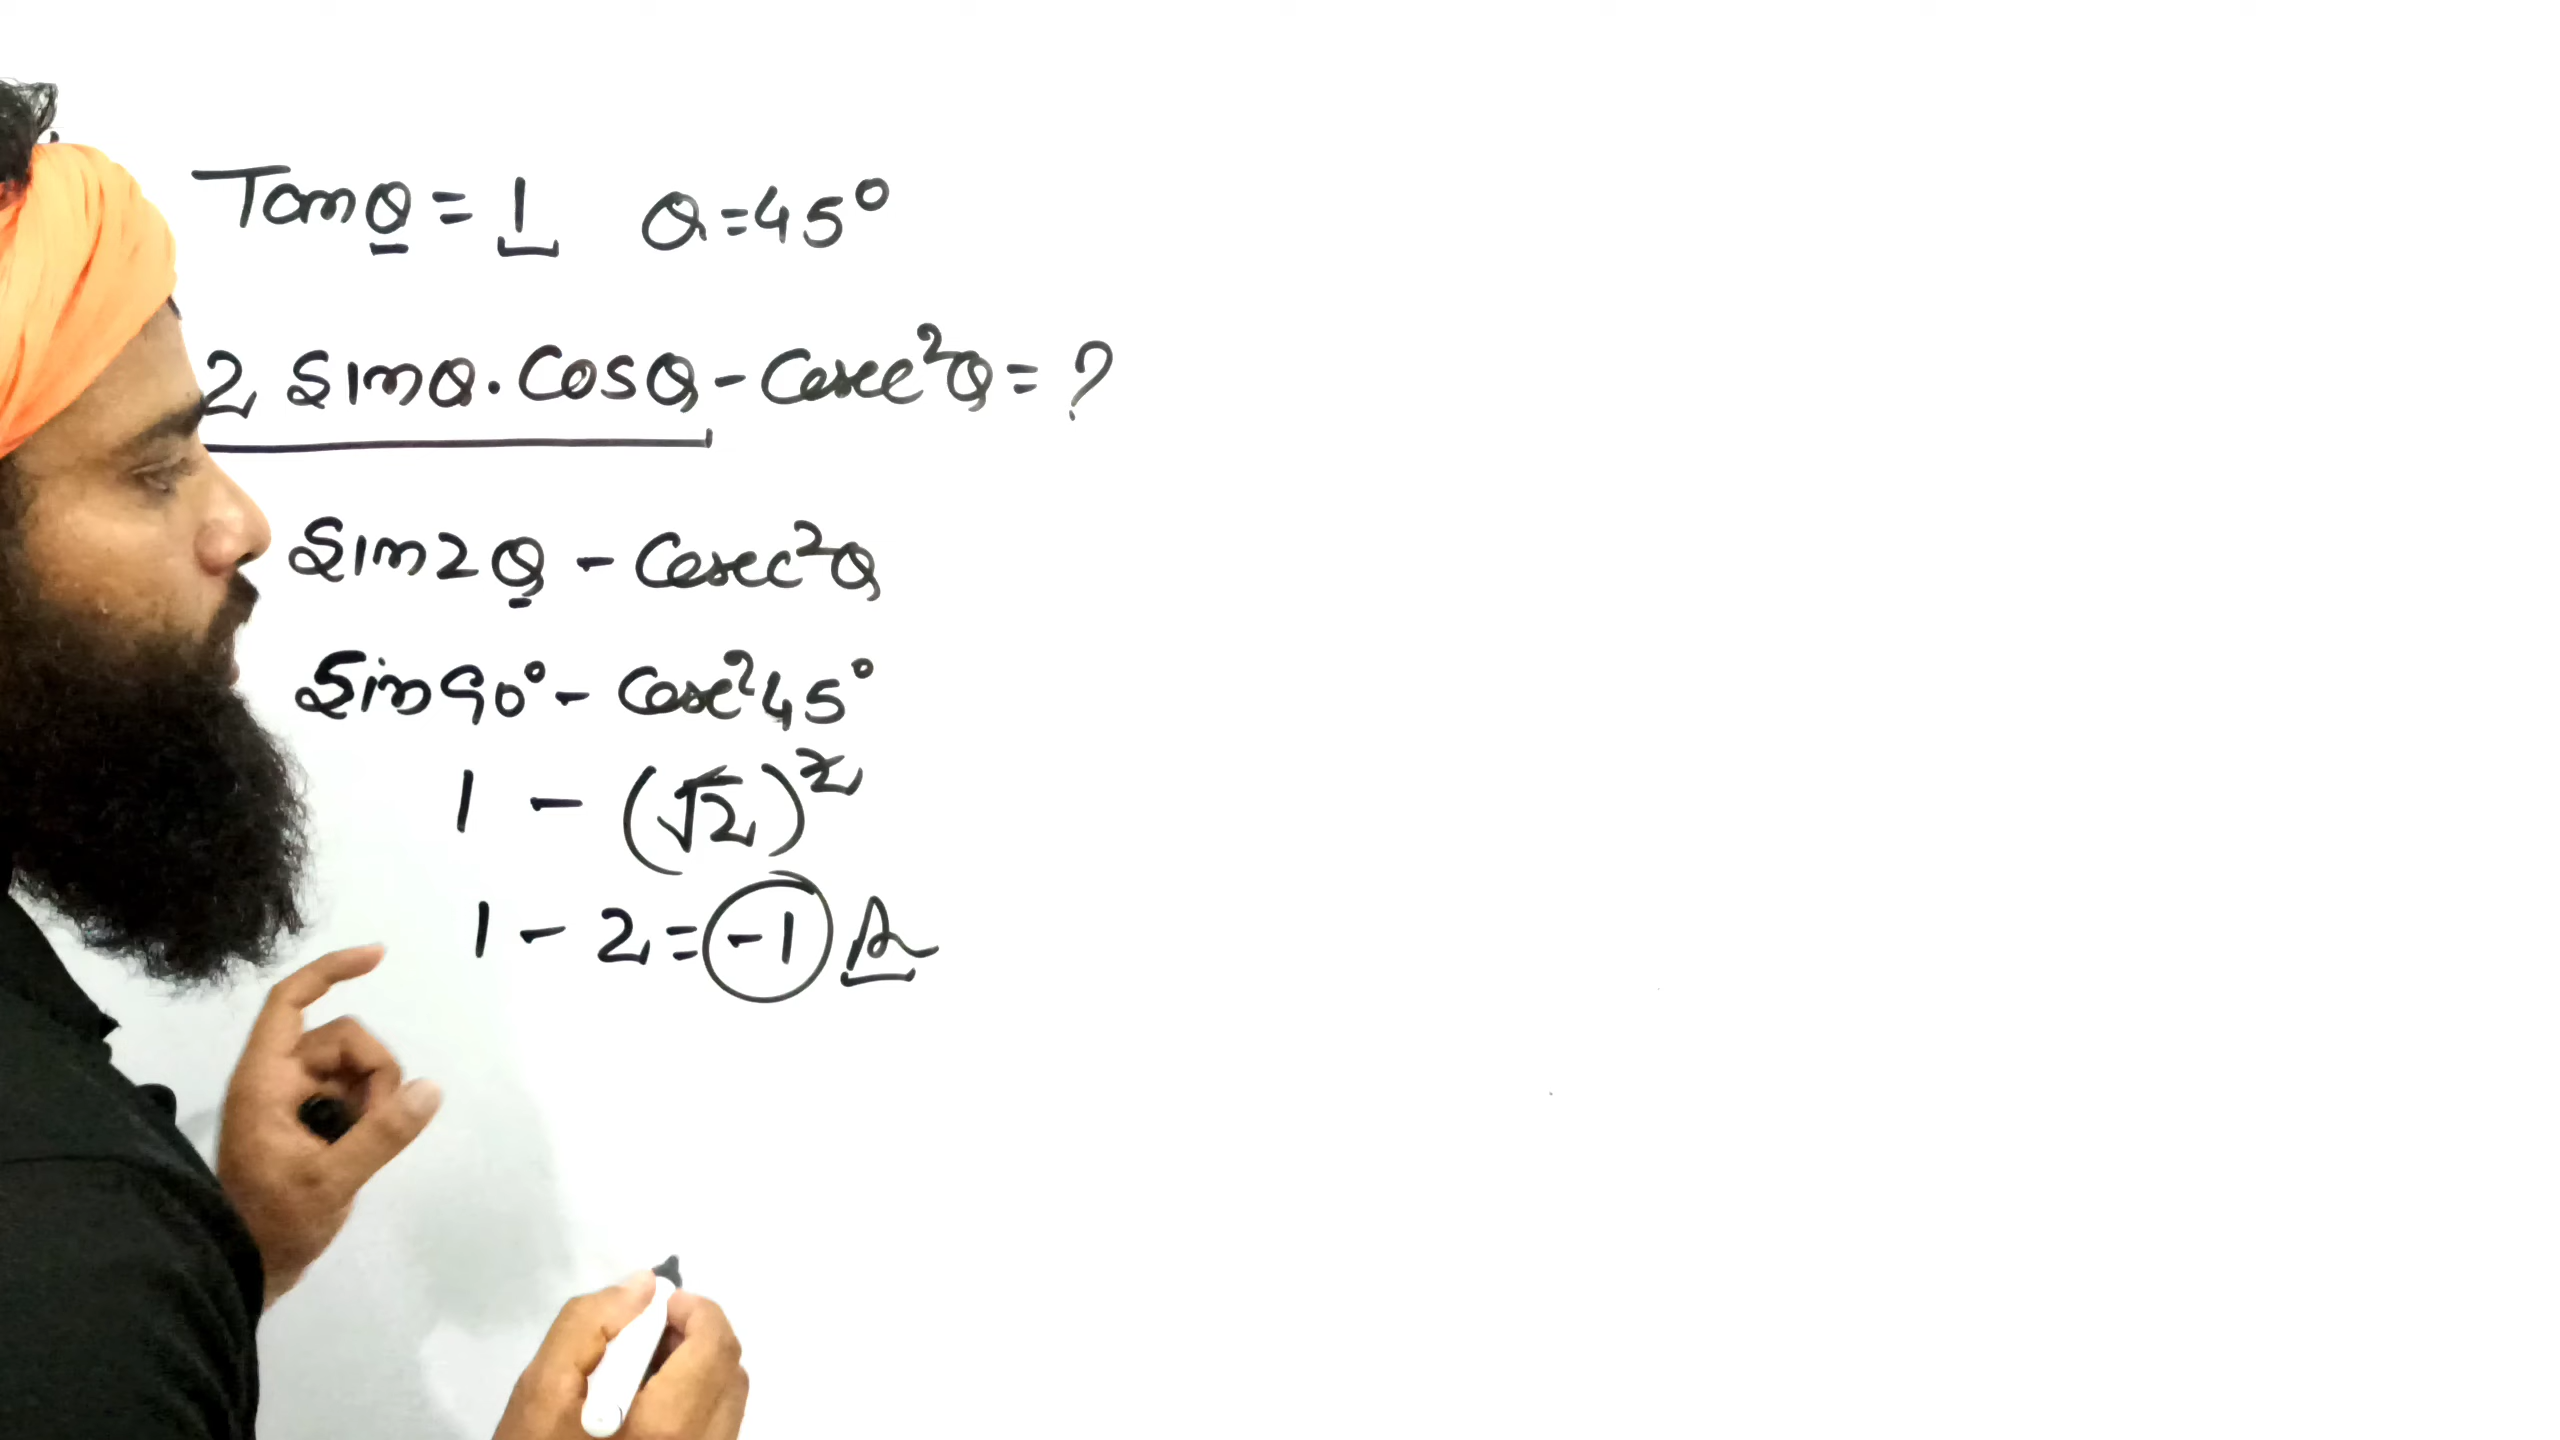 Tanθ = 1 θ=45°
2 Sinθ.Cosθ - Cosec²θ = ?
Sin2θ - Cosec²θ
Sin90° - Cosec²45°
1 - (√2)²
1 - 2 = -1 A